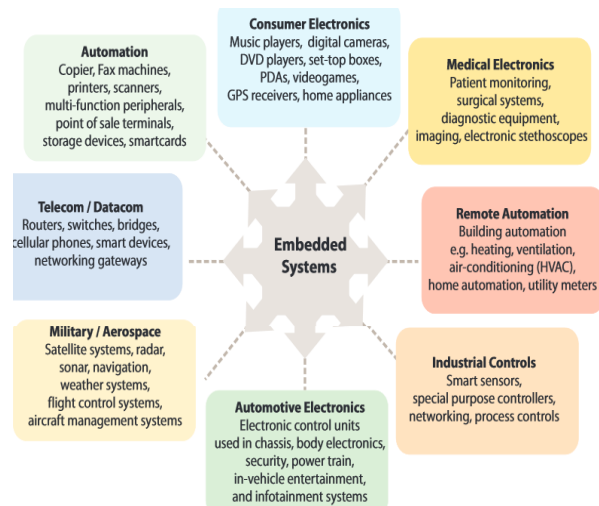 Consumer Electronics
Music players, digital cameras,
DVD players, set-top boxes,
PDAs, videogames,
GPS receivers, home appliances
Automation
Copier, Fax machines,
printers, scanners,
multi-function peripherals,
point of sale terminals,
storage devices, smartcards
Medical Electronics
Patient monitoring,
surgical systems,
diagnostic equipment,
imaging, electronic stethoscopes
Telecom / Datacom
Routers, switches, bridges,
cellular phones, smart devices,
networking gateways
Embedded
Systems
Remote Automation
Building automation
e.g. heating, ventilation,
air-conditioning (HVAC),
home automation, utility meters
Military / Aerospace
Satellite systems, radar,
sonar, navigation,
weather systems,
flight control systems,
aircraft management systems
Industrial Controls
Smart sensors,
special purpose controllers,
networking, process controls
Automotive Electronics
Electronic control units
used in chassis, body electronics,
security, power train,
in-vehicle entertainment,
and infotainment systems